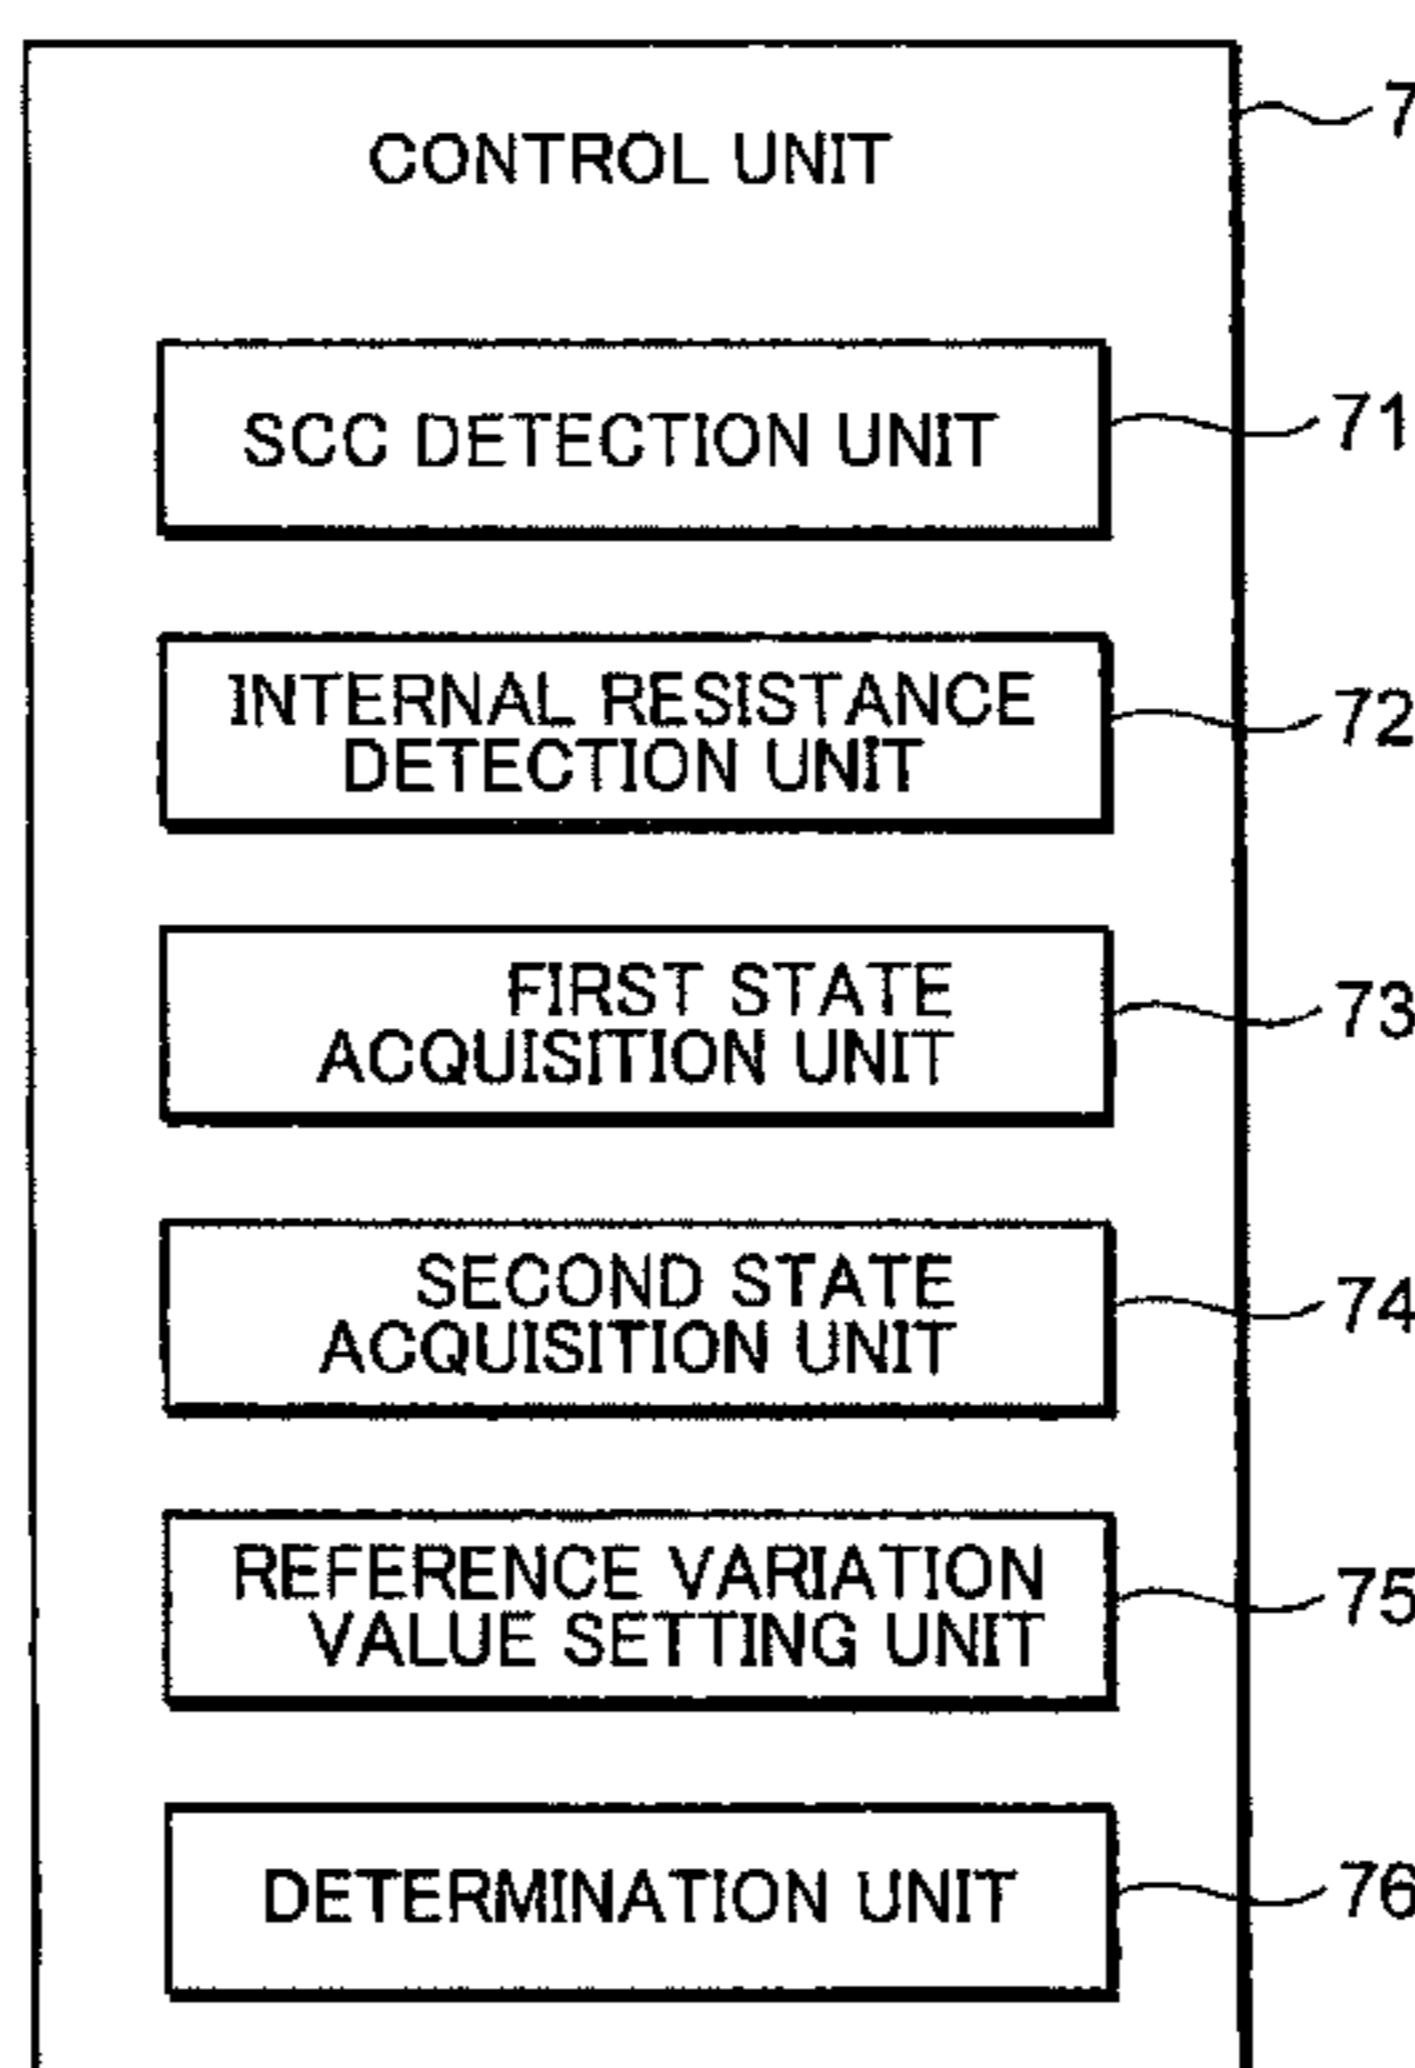 CONTROL UNIT
7
SCC DETECTION UNIT
71
INTERNAL RESISTANCE
DETECTION UNIT
72
FIRST STATE
ACQUISITION UNIT
73
SECOND STATE
ACQUISITION UNIT
74
REFERENCE VARIATION
VALUE SETTING UNIT
75
DETERMINATION UNIT
76